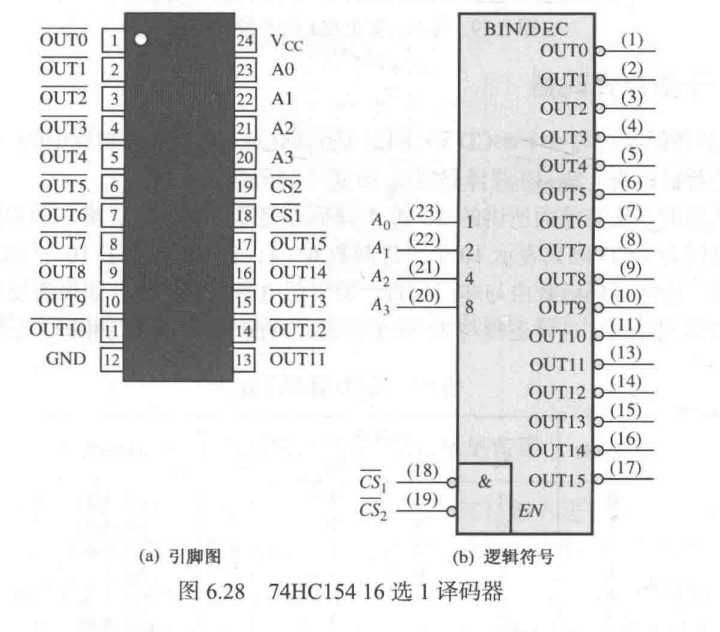 OUT0 1 24 VCC
OUT1 2 23 A0
OUT2 3 22 A1
OUT3 4 21 A2
OUT4 5 20 A3
OUT5 6 19 CS2
OUT6 7 18 CS1
OUT7 8 17 OUT15
OUT8 9 16 OUT14
OUT9 10 15 OUT13
OUT10 11 14 OUT12
GND 12 13 OUT11
(a) 引脚图
BIN/DEC
OUT0 (1)
OUT1 (2)
OUT2 (3)
OUT3 (4)
OUT4 (5)
OUT5 (6)
A0 (23) 1 OUT6 (7)
(22) 2 OUT7 (8)
A2 (21) 4 OUT8 (9)
A3 (20) 8 OUT9 (10)
OUT10 (11)
OUT11 (13)
OUT12 (14)
OUT13 (15)
OUT14 (16)
OUT15 (17)
CS1 (18) &
CS2 (19) EN
(b) 逻辑符号
图 6.28 74HC154 16 选 1 译码器